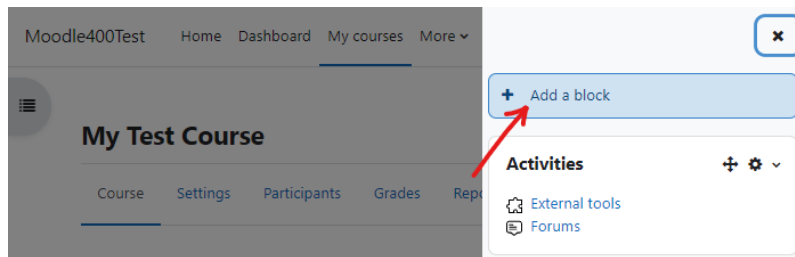 Moodle400Test Home Dashboard My courses More
Add a block
My Test Course
Activities
Course Settings Participants Grades
External tools
Forums